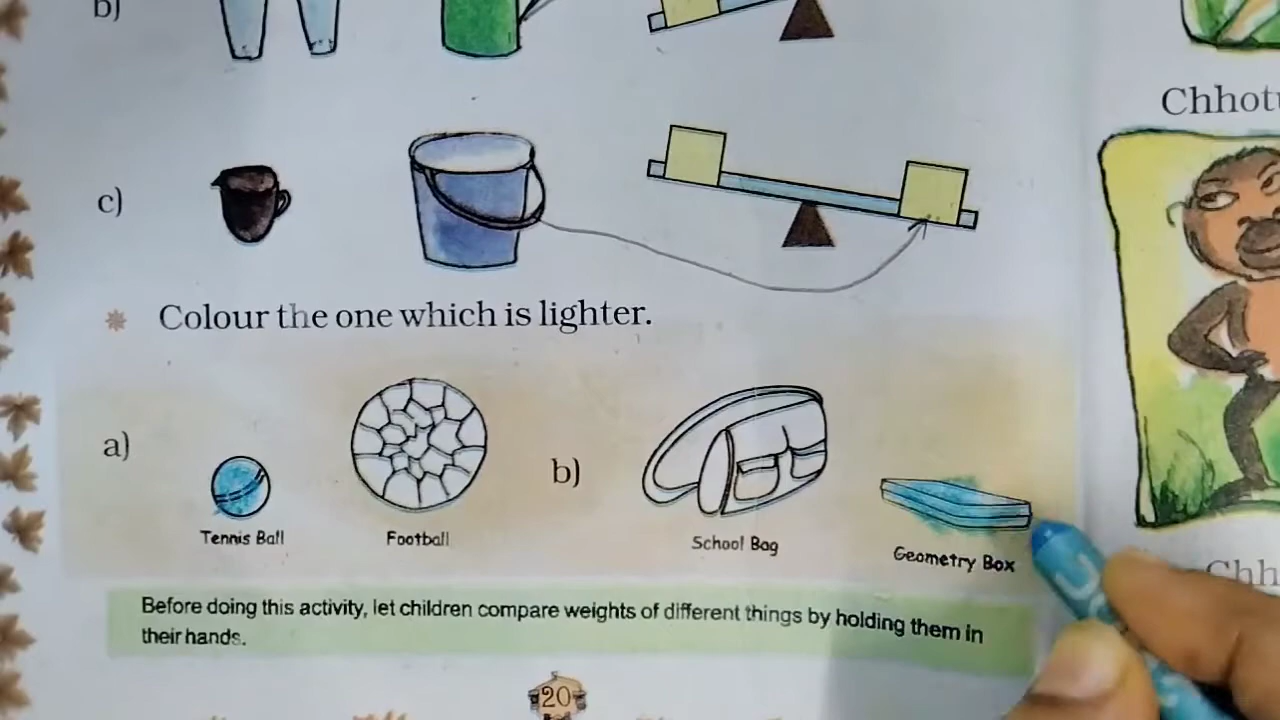 b)
Chhotu
c)
Colour the one which is lighter.
a)
b)
Tennis Ball
Football
School Bag
Geometry Box
Before doing this activity, let children compare weights of different things by holding them in
their hands.
20